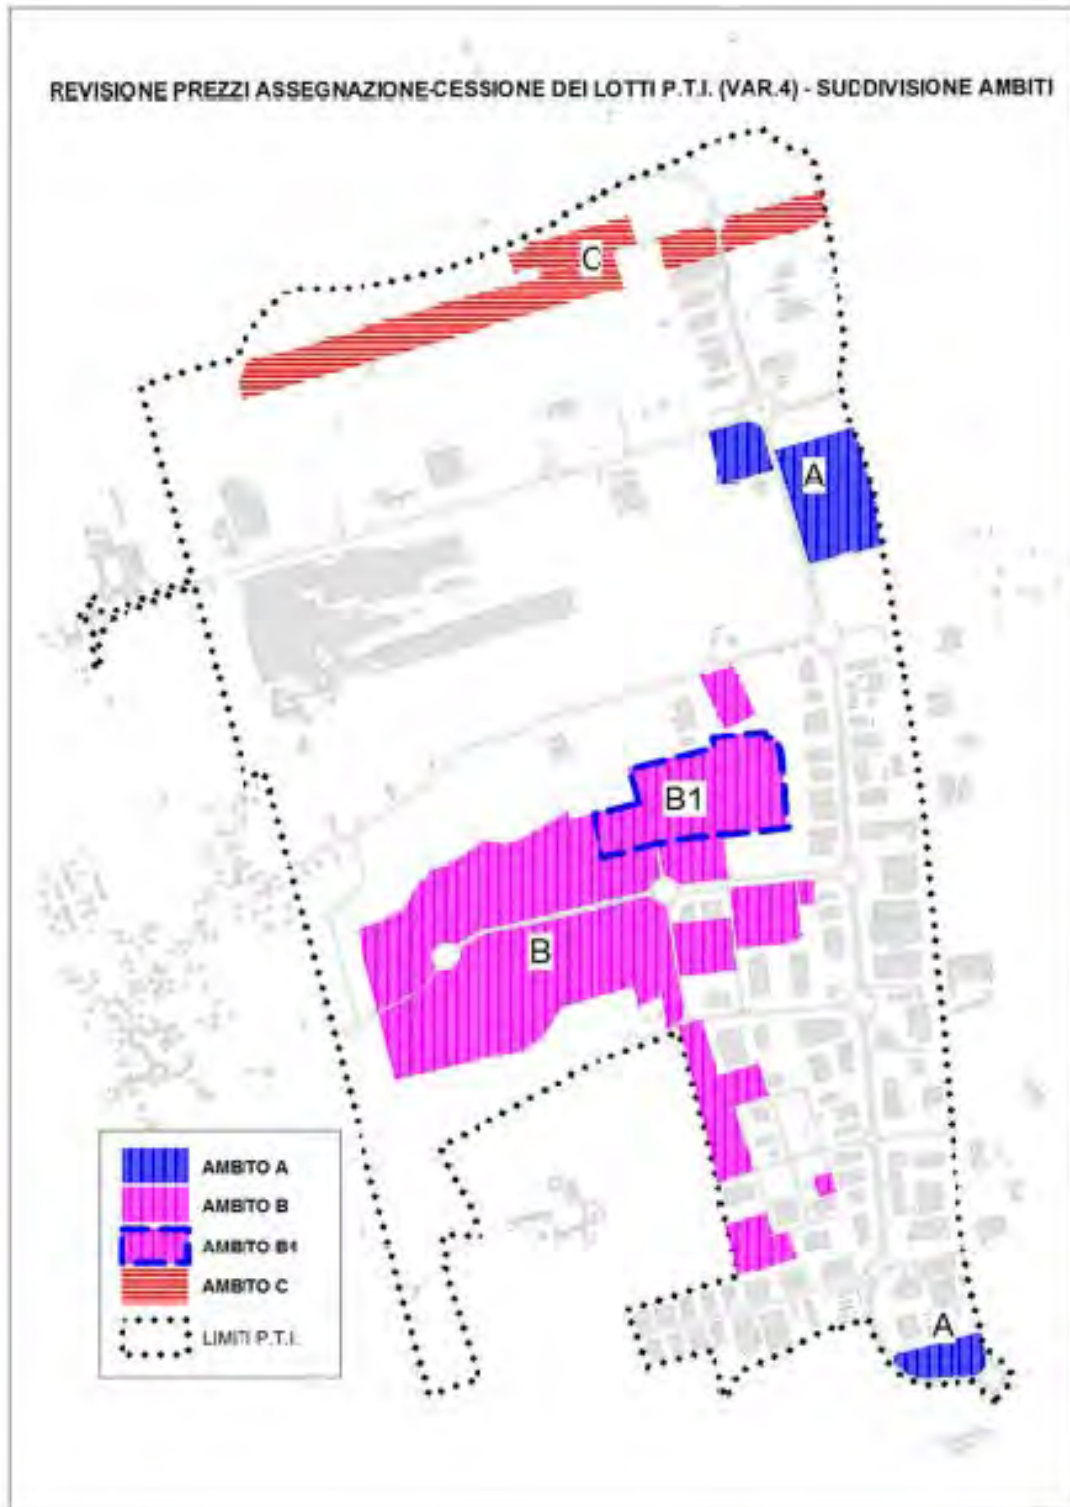 REVISIONE PREZZI ASSEGNAZIONE-CESSIONE DEI LOTTI P.T.I. (VAR.4) - SUDDIVISIONE AMBITI
C
A
B1
B
A
AMBITO A
AMBITO B
AMBITO B1
AMBITO C
LIMITI P.T.I.